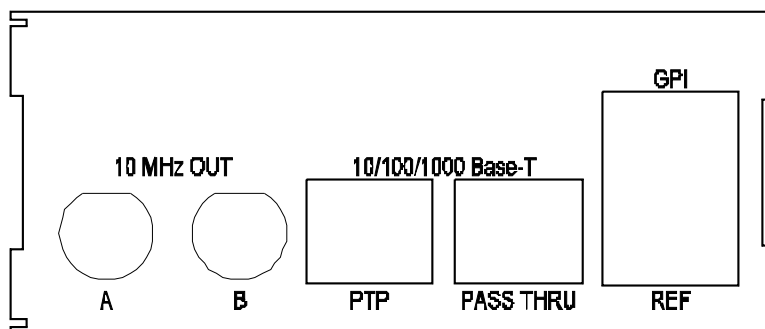 GPI
10 MHz OUT
10/100/1000 Base-T
A
B
PTP
PASS THRU
REF